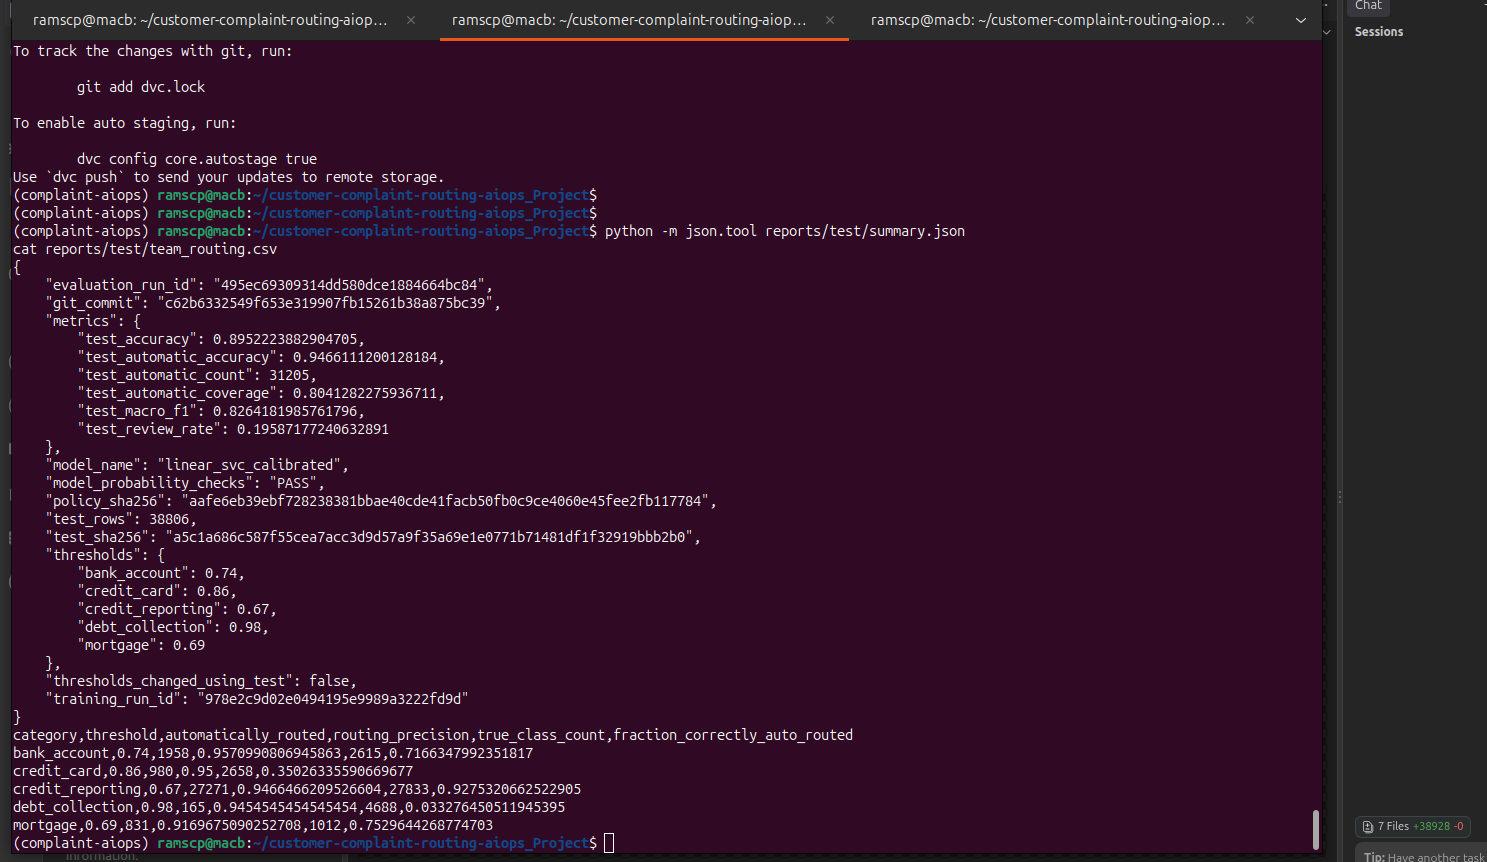 ramscp@macb: ~/customer-complaint-routing-aiop… × ramscp@macb: ~/customer-complaint-routing-aiop… × ramscp@macb: ~/customer-complaint-routing-aiop… ×
Chat
Sessions
To track the changes with git, run:
git add dvc.lock
To enable auto staging, run:
dvc config core.autostage true
Use `dvc push` to send your updates to remote storage.
(complaint-aiops) ramscp@macb:~/customer-complaint-routing-aiops_Project$
(complaint-aiops) ramscp@macb:~/customer-complaint-routing-aiops_Project$
(complaint-aiops) ramscp@macb:~/customer-complaint-routing-aiops_Project$ python -m json.tool reports/test/summary.json
cat reports/test/team_routing.csv
{
    "evaluation_run_id": "495ec69309314dd580dce1884664bc84",
    "git_commit": "c62b6332549f653e319907fb15261b38a875bc39",
    "metrics": {
        "test_accuracy": 0.8952223882904705,
        "test_automatic_accuracy": 0.9466111200128184,
        "test_automatic_count": 31205,
        "test_automatic_coverage": 0.8041282275936711,
        "test_macro_f1": 0.8264181985761796,
        "test_review_rate": 0.19587177240632891
    },
    "model_name": "linear_svc_calibrated",
    "model_probability_checks": "PASS",
    "policy_sha256": "aafe6eb39ebf728238381bbae40cde41facb50fb0c9ce4060e45fee2fb117784",
    "test_rows": 38806,
    "test_sha256": "a5c1a686c587f55cea7acc3d9d57a9f35a69e1e0771b71481df1f32919bbb2b0",
    "thresholds": {
        "bank_account": 0.74,
        "credit_card": 0.86,
        "credit_reporting": 0.67,
        "debt_collection": 0.98,
        "mortgage": 0.69
    },
    "thresholds_changed_using_test": false,
    "training_run_id": "978e2c9d02e0494195e9989a3222fd9d"
}
category,threshold,automatically_routed,routing_precision,true_class_count,fraction_correctly_auto_routed
bank_account,0.74,1958,0.9570990806945863,2615,0.7166347992351817
credit_card,0.86,980,0.95,2658,0.35026335590669677
credit_reporting,0.67,27271,0.9466466209526604,27833,0.9275320662522905
debt_collection,0.98,165,0.9454545454545454,4688,0.033276450511945395
mortgage,0.69,831,0.9169675090252708,1012,0.7529644268774703
(complaint-aiops) ramscp@macb:~/customer-complaint-routing-aiops_Project$
7 Files +38928 -0
Tip: Have another task
information.